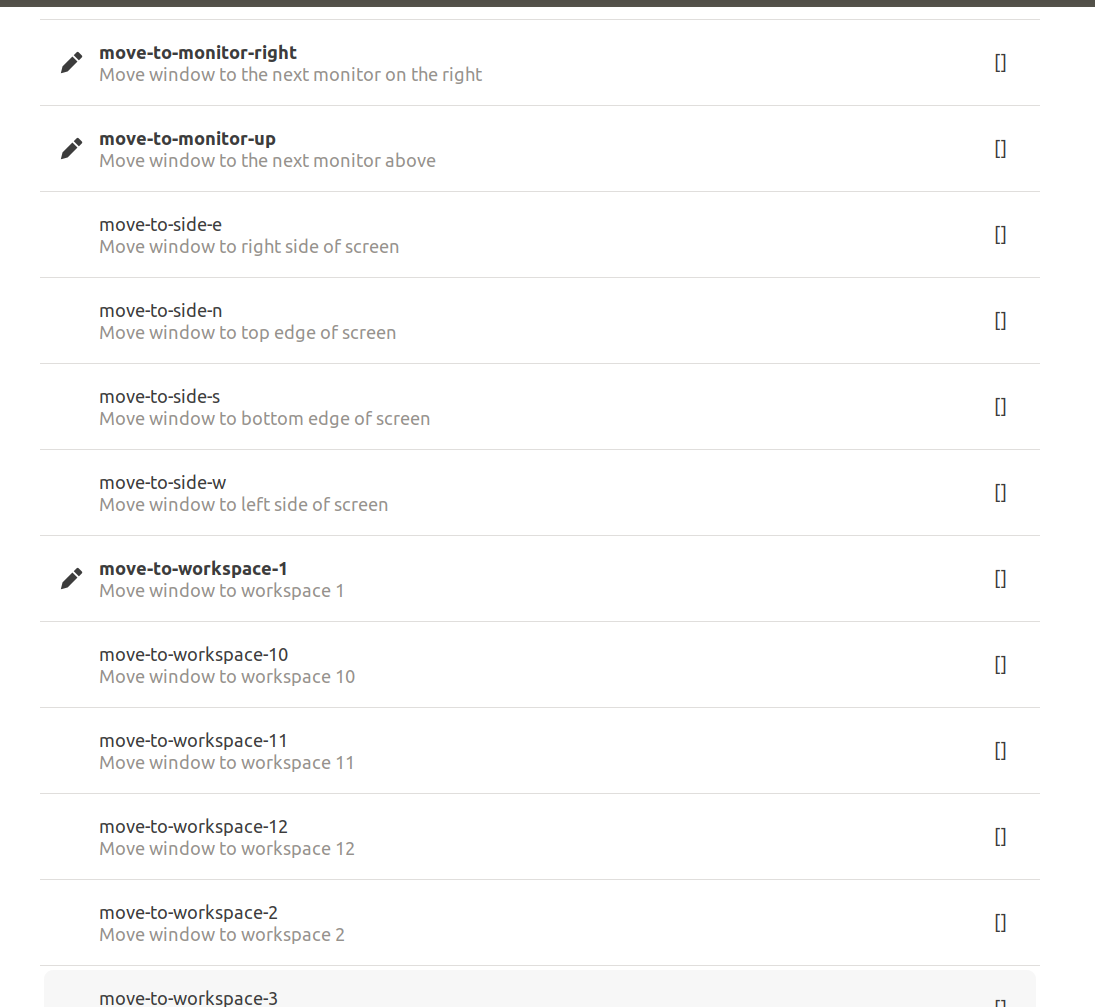 move-to-monitor-right
[]
Move window to the next monitor on the right
move-to-monitor-up
[]
Move window to the next monitor above
move-to-side-e
[]
Move window to right side of screen
move-to-side-n
[]
Move window to top edge of screen
move-to-side-s
[]
Move window to bottom edge of screen
move-to-side-w
[]
Move window to left side of screen
move-to-workspace-1
[]
Move window to workspace 1
move-to-workspace-10
[]
Move window to workspace 10
move-to-workspace-11
[]
Move window to workspace 11
move-to-workspace-12
[]
Move window to workspace 12
move-to-workspace-2
[]
Move window to workspace 2
move-to-workspace-3
[]